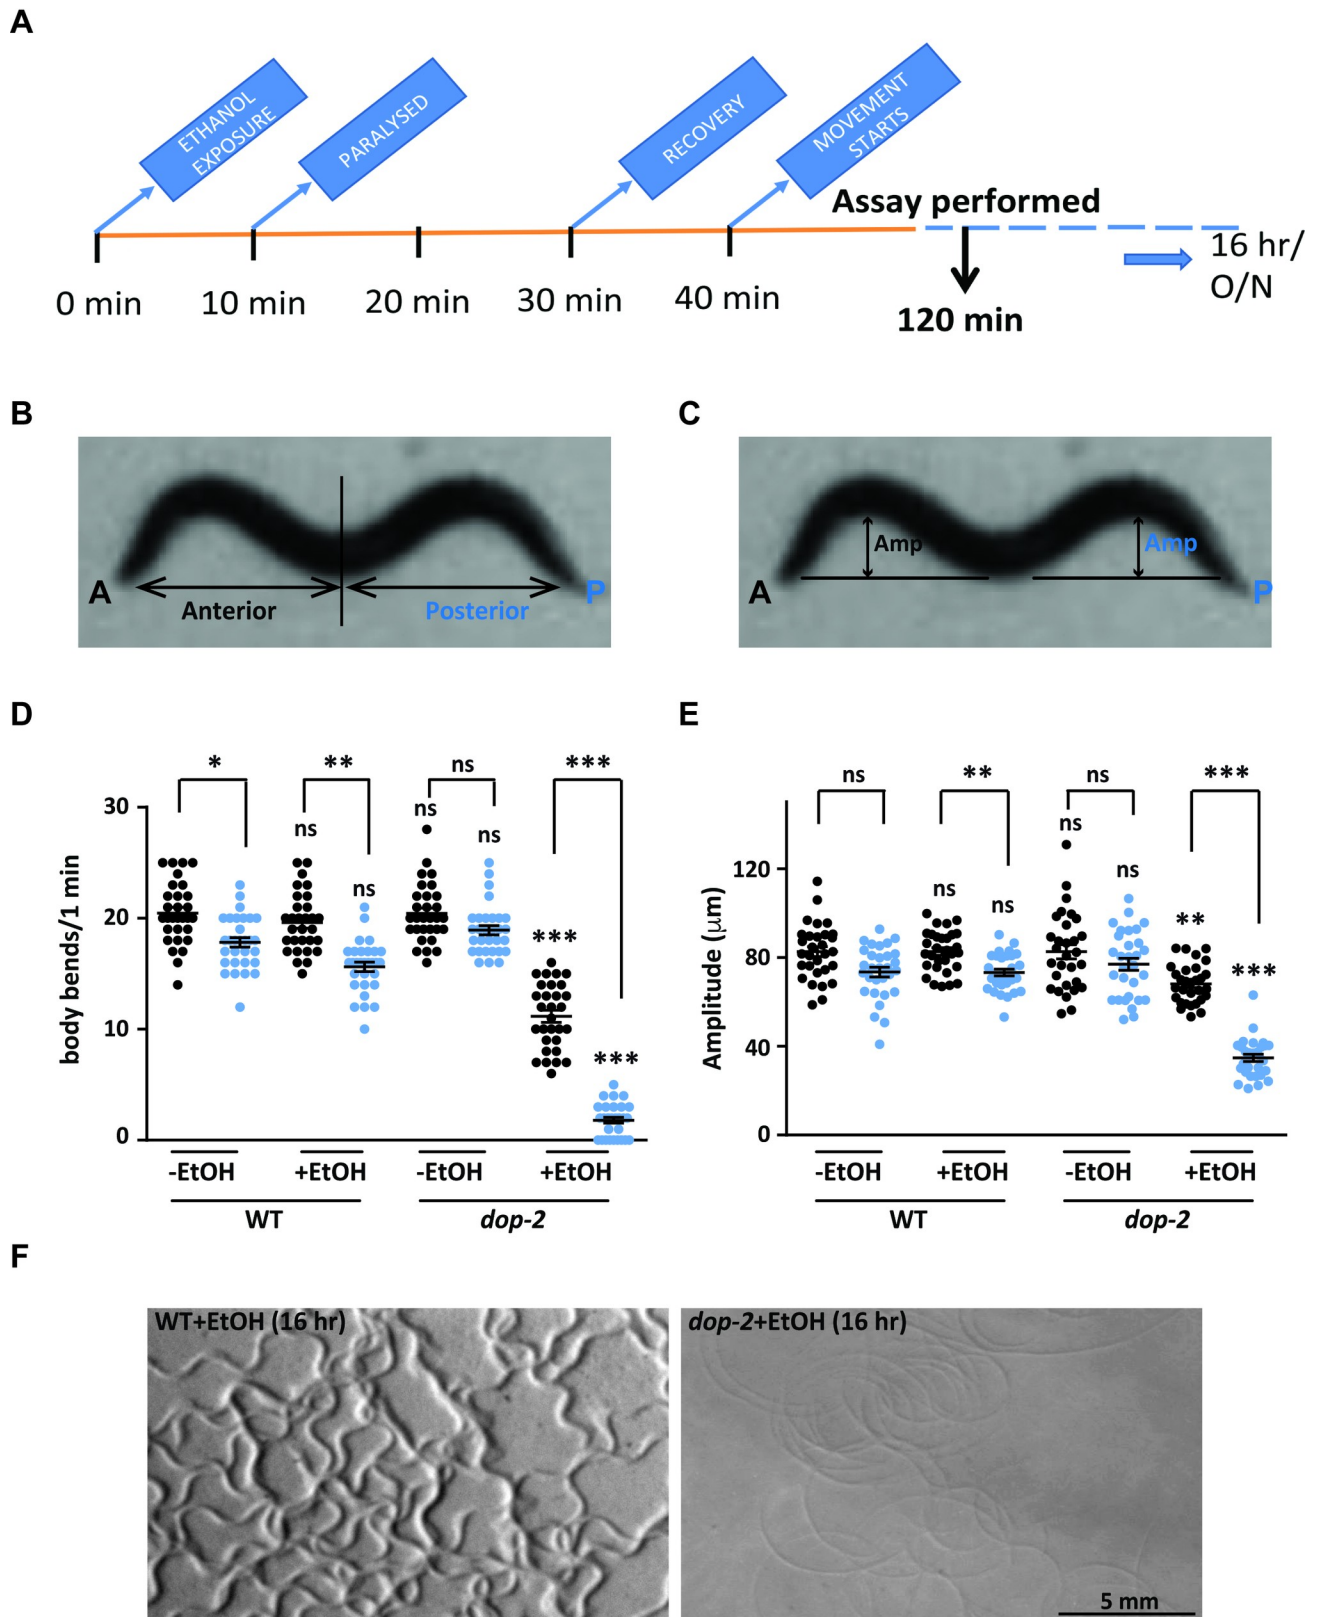 A
ETHANOL
EXPOSURE
PARALYSED
RECOVERY
MOVEMENT
STARTS
Assay performed
0 min
10 min
20 min
30 min
40 min
120 min
16 hr/
O/N
B
A
Anterior
Posterior
P
C
A
Amp
Amp
P
D
body bends/1 min
30
20
10
0
*
**
ns
***
ns
ns
ns
ns
***
***
-EtOH
+EtOH
-EtOH
+EtOH
WT
dop-2
E
Amplitude (μm)
120
80
40
0
ns
**
ns
***
ns
ns
ns
ns
**
***
-EtOH
+EtOH
-EtOH
+EtOH
WT
dop-2
F
WT+EtOH (16 hr)
dop-2+EtOH (16 hr)
5 mm